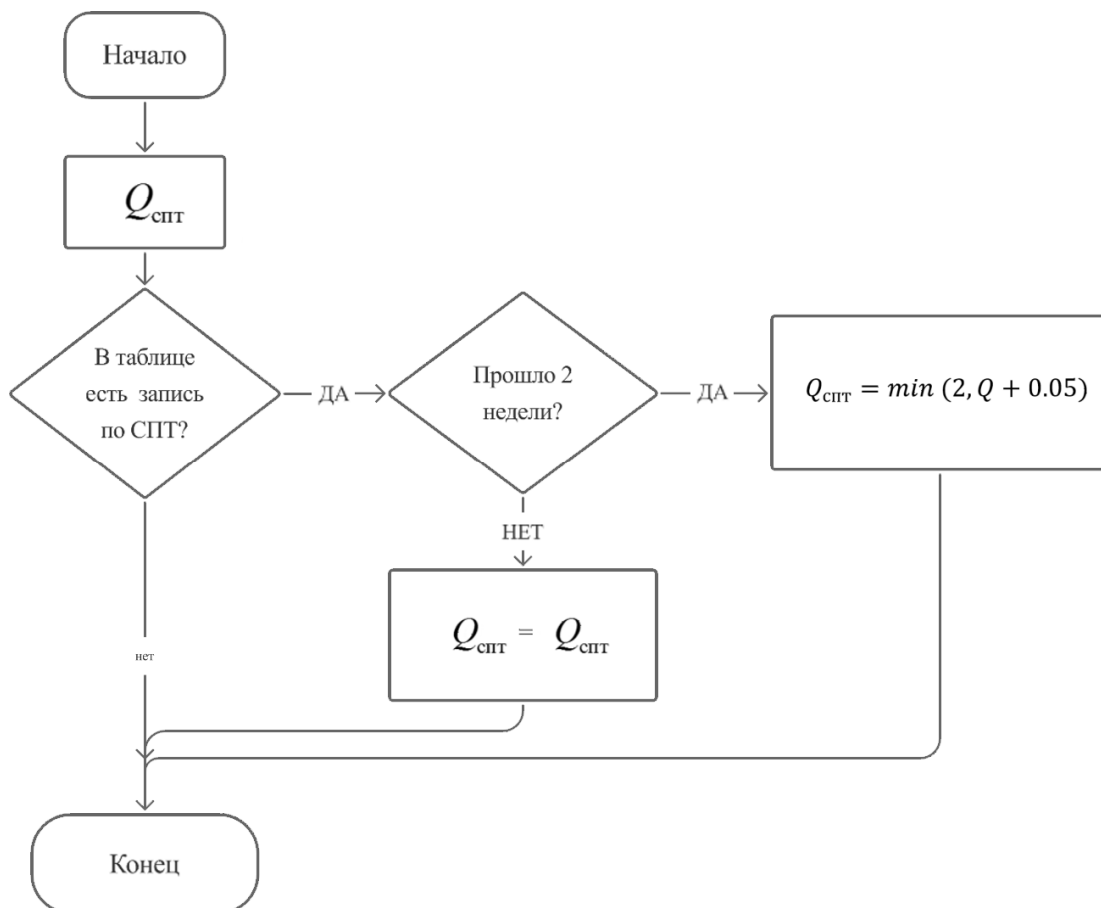 Начало
Qспт
В таблице
есть запись
по СПТ?
ДА
Прошло 2
недели?
ДА
Qспт = min (2, Q + 0.05)
НЕТ
Qспт = Qспт
нет
Конец